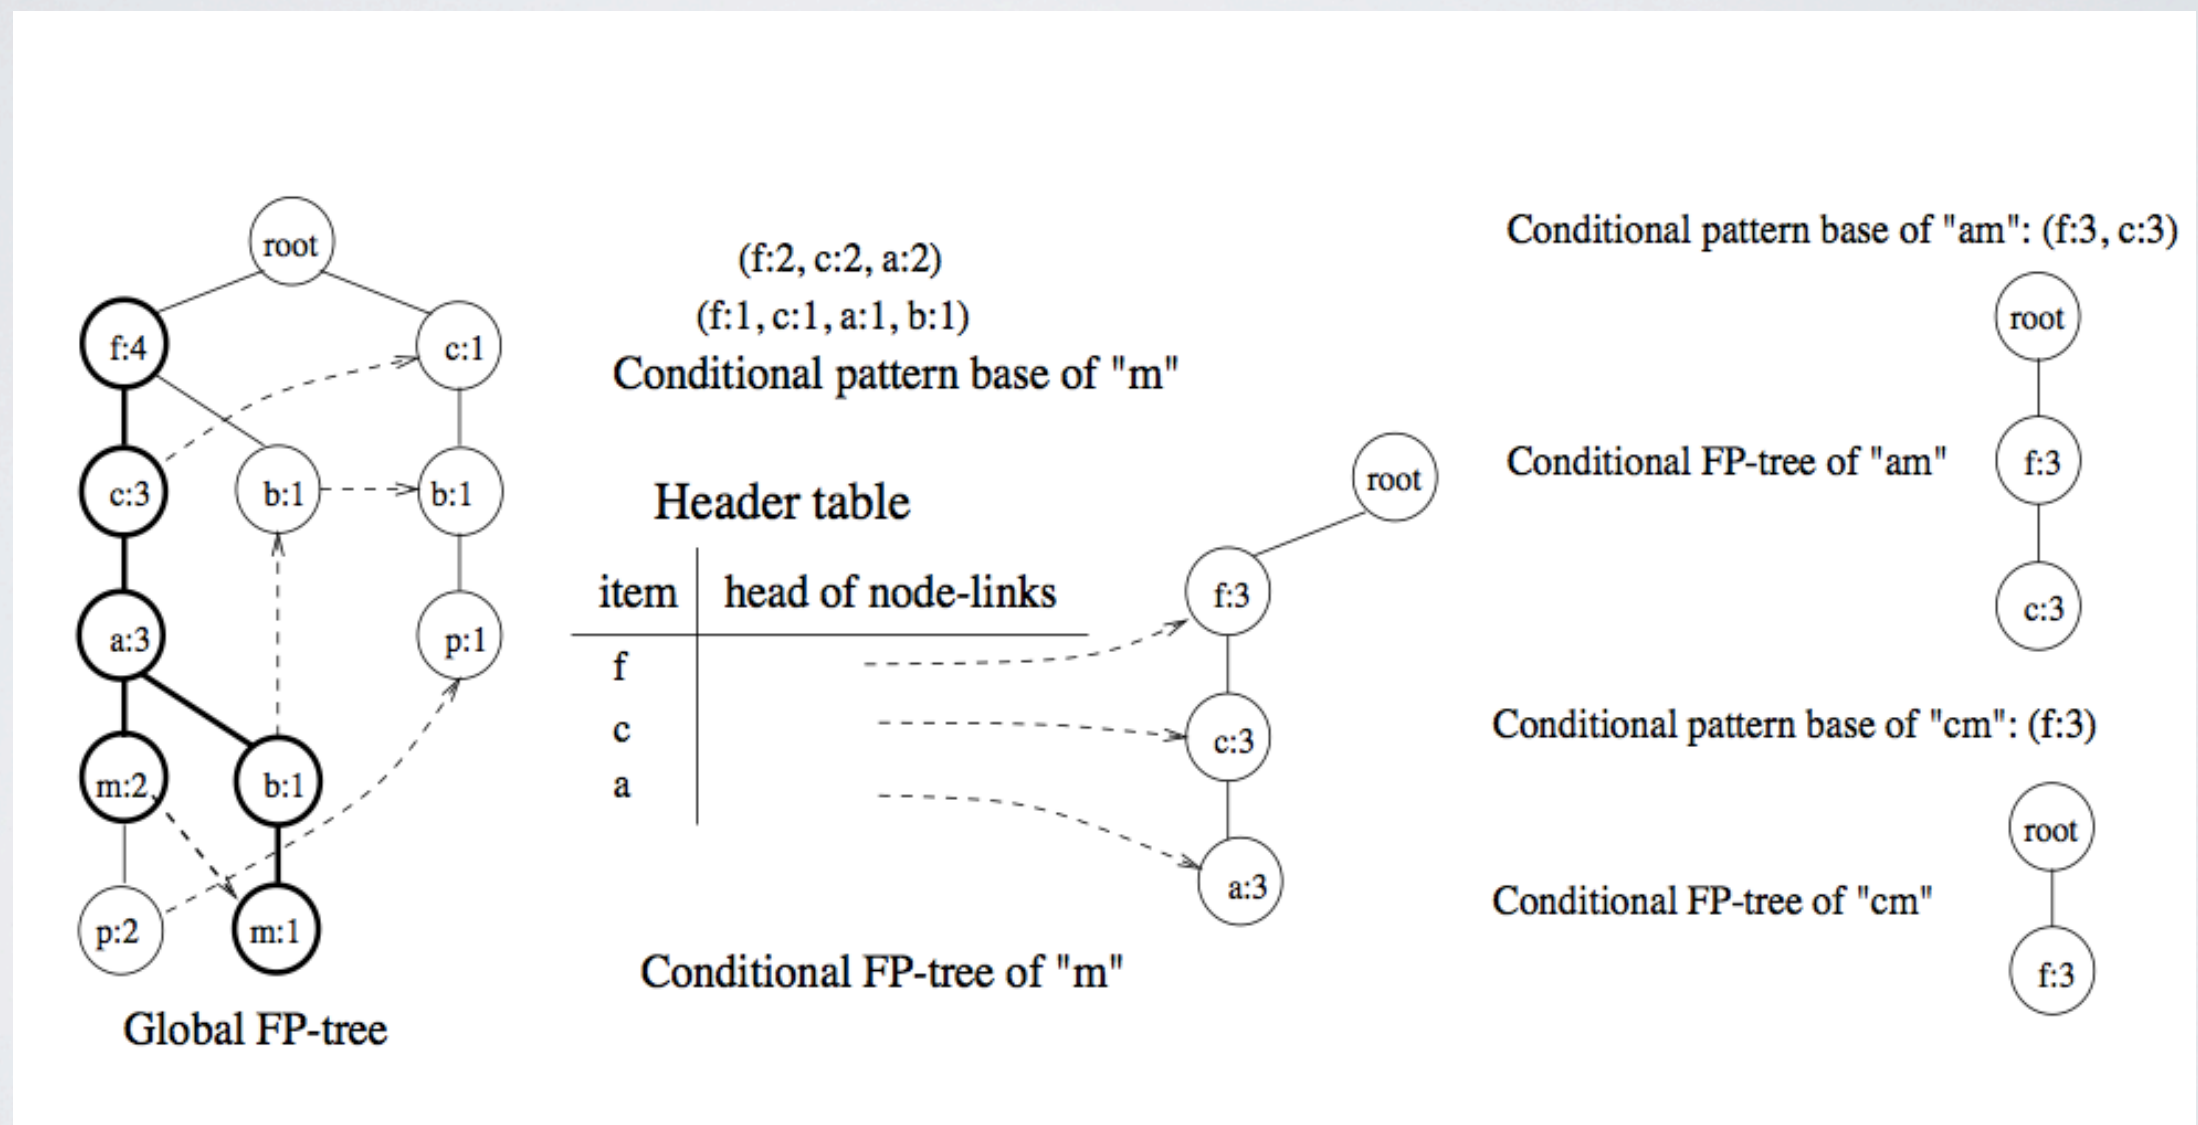 root
f:4
c:1
c:3
b:1
b:1
a:3
p:1
m:2
b:1
p:2
m:1
Global FP-tree
(f:2, c:2, a:2)
(f:1, c:1, a:1, b:1)
Conditional pattern base of "m"
Header table
item head of node-links
f
c
a
root
f:3
c:3
a:3
Conditional FP-tree of "m"
Conditional pattern base of "am": (f:3, c:3)
root
Conditional FP-tree of "am"
f:3
c:3
Conditional pattern base of "cm": (f:3)
root
Conditional FP-tree of "cm"
f:3